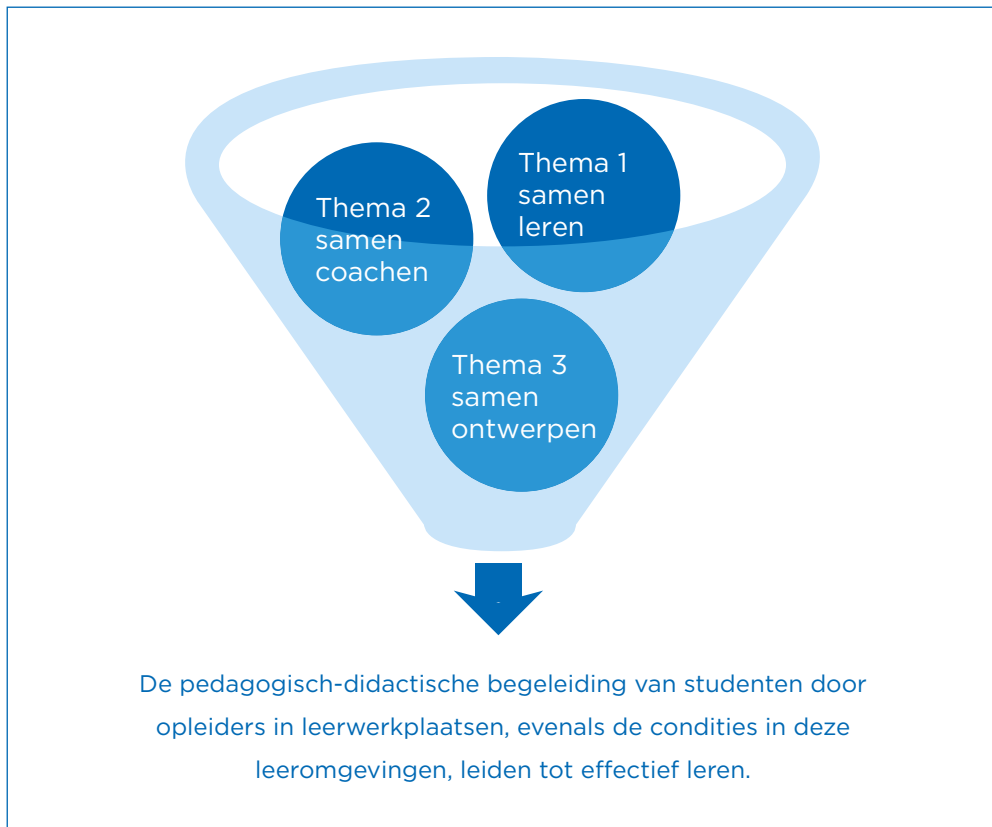 Thema 1
samen
leren
Thema 2
samen
coachen
Thema 3
samen
ontwerpen
De pedagogisch-didactische begeleiding van studenten door
opleiders in leerwerkplaatsen, evenals de condities in deze
leeromgevingen, leiden tot effectief leren.